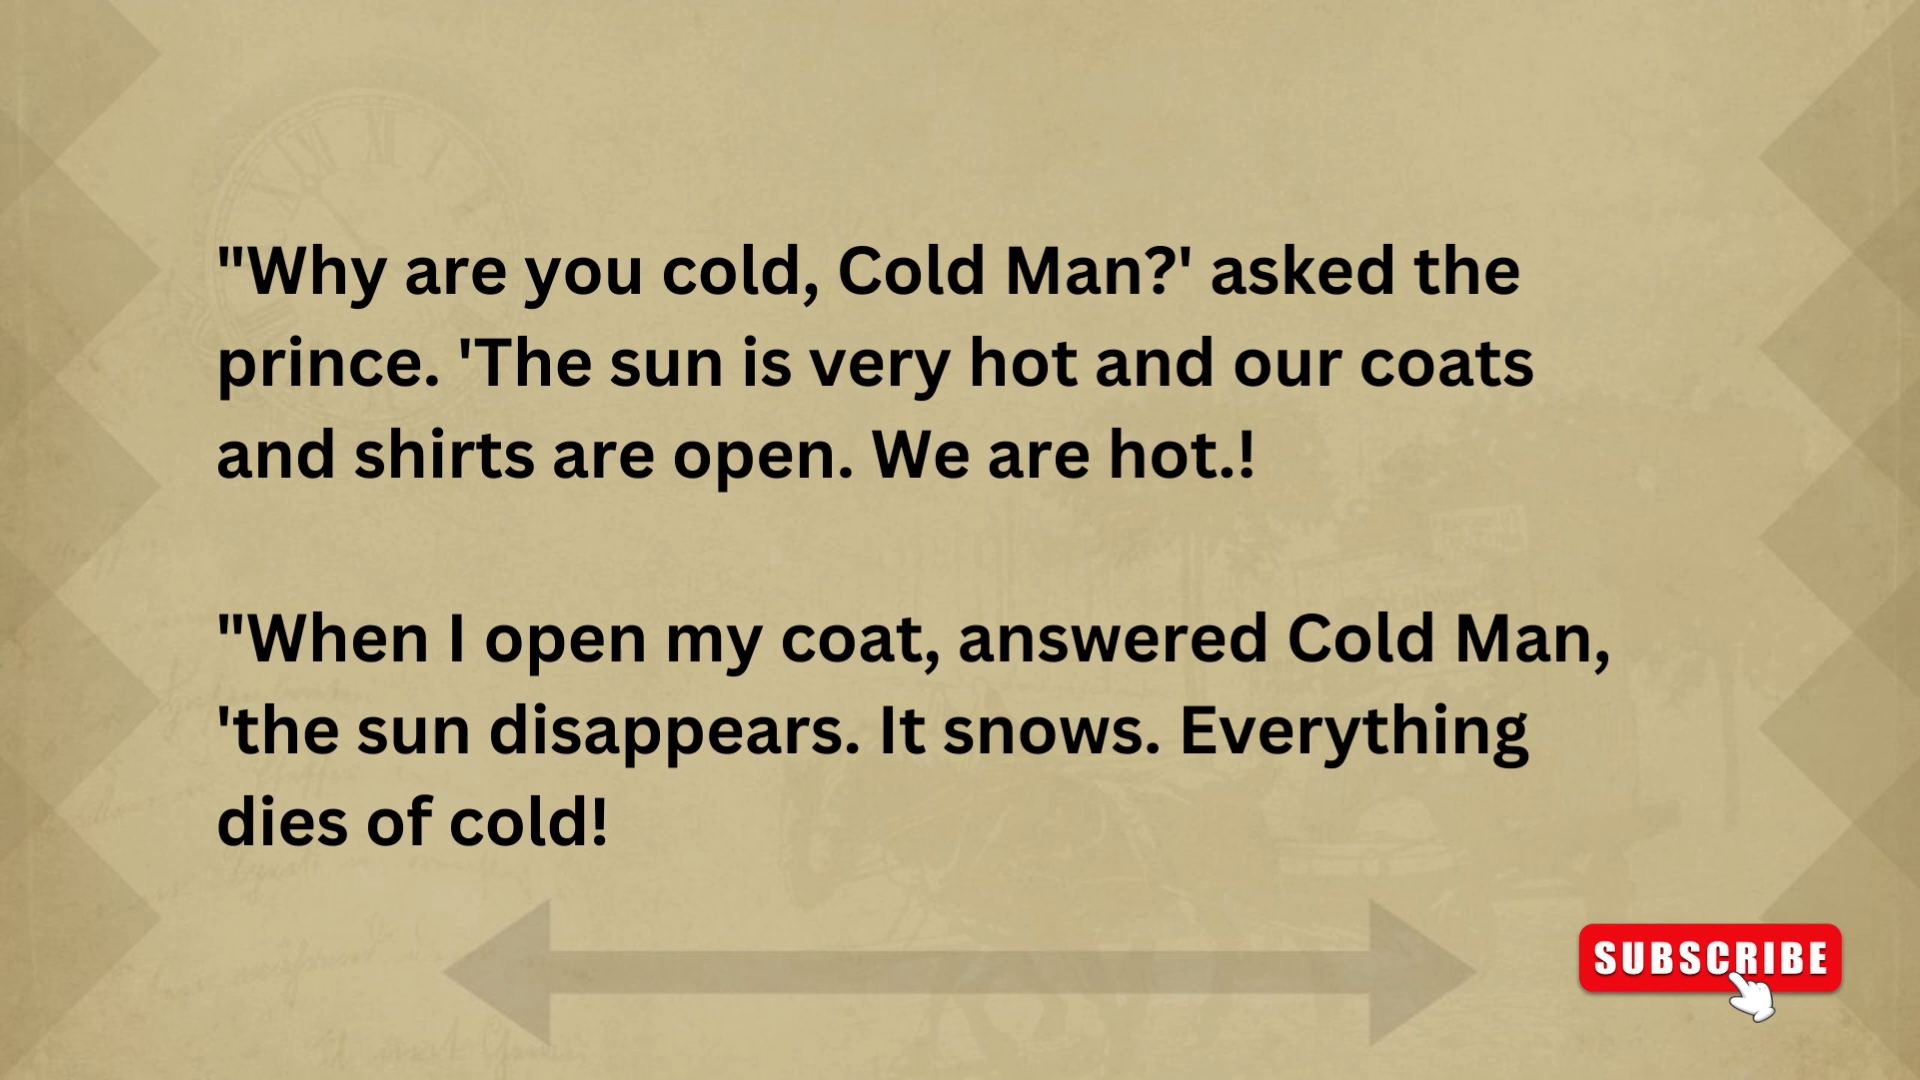 "Why are you cold, Cold Man?' asked the
prince. 'The sun is very hot and our coats
and shirts are open. We are hot.!
"When I open my coat, answered Cold Man,
'the sun disappears. It snows. Everything
dies of cold!
SUBSCRIBE